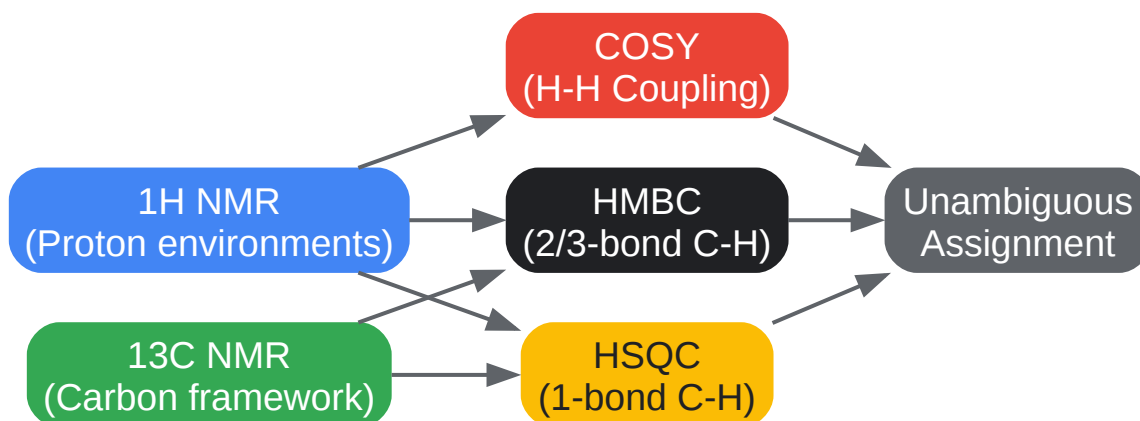 COSY
(H-H Coupling)
1H NMR
(Proton environments)
HMBC
(2/3-bond C-H)
Unambiguous
Assignment
13C NMR
(Carbon framework)
HSQC
(1-bond C-H)